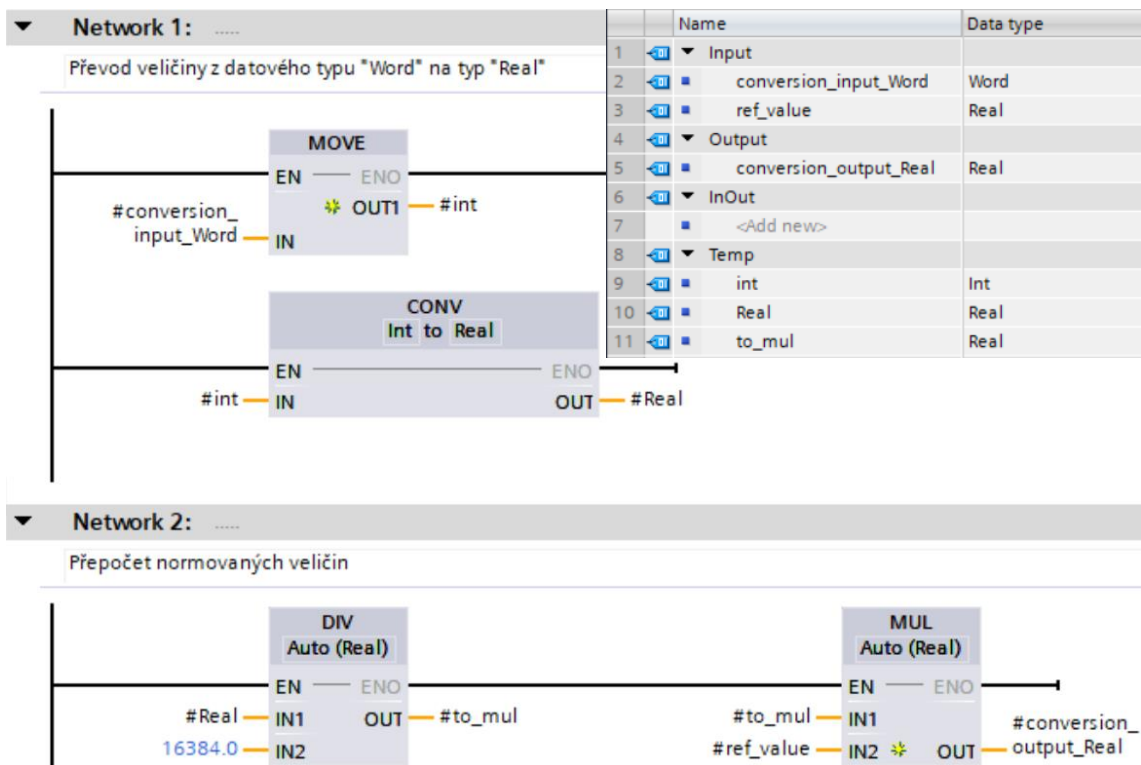 Network 1: .....
Převod veličiny z datového typu "Word" na typ "Real"
Name Data type
1 Input
2 conversion_input_Word Word
3 ref_value Real
4 Output
5 conversion_output_Real Real
6 InOut
7 <Add new>
8 Temp
9 int Int
10 Real Real
11 to_mul Real
MOVE
EN ENO
OUT1 #int
#conversion_
input_Word IN
CONV
Int to Real
EN ENO
#int IN OUT #Real
Network 2: .....
Přepočet normovaných veličin
DIV
Auto (Real)
EN ENO
#Real IN1 OUT #to_mul
16384.0 IN2
MUL
Auto (Real)
EN ENO
#to_mul IN1
#conversion_
#ref_value IN2 OUT output_Real